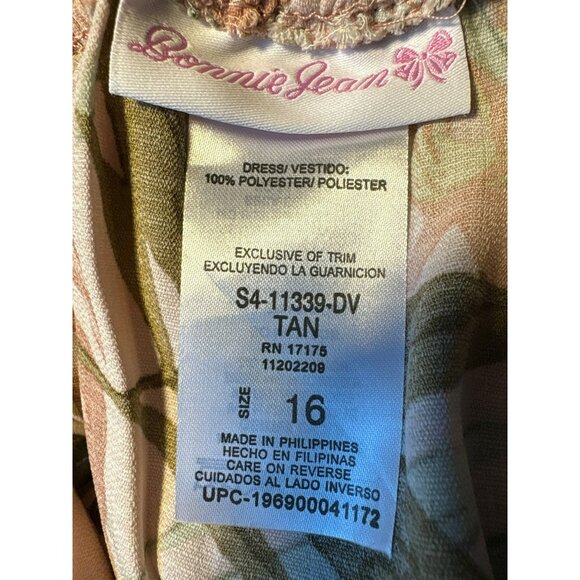 Bonnie Jean
DRESS/ VESTIDO:
100% POLYESTER/ POLIESTER
EXCLUSIVE OF TRIM
EXCLUYENDO LA GUARNICION
S4-11339-DV
TAN
RN 17175
11202209
SIZE 16
MADE IN PHILIPPINES
HECHO EN FILIPINAS
CARE ON REVERSE
CUIDADOS AL LADO INVERSO
UPC-196900041172